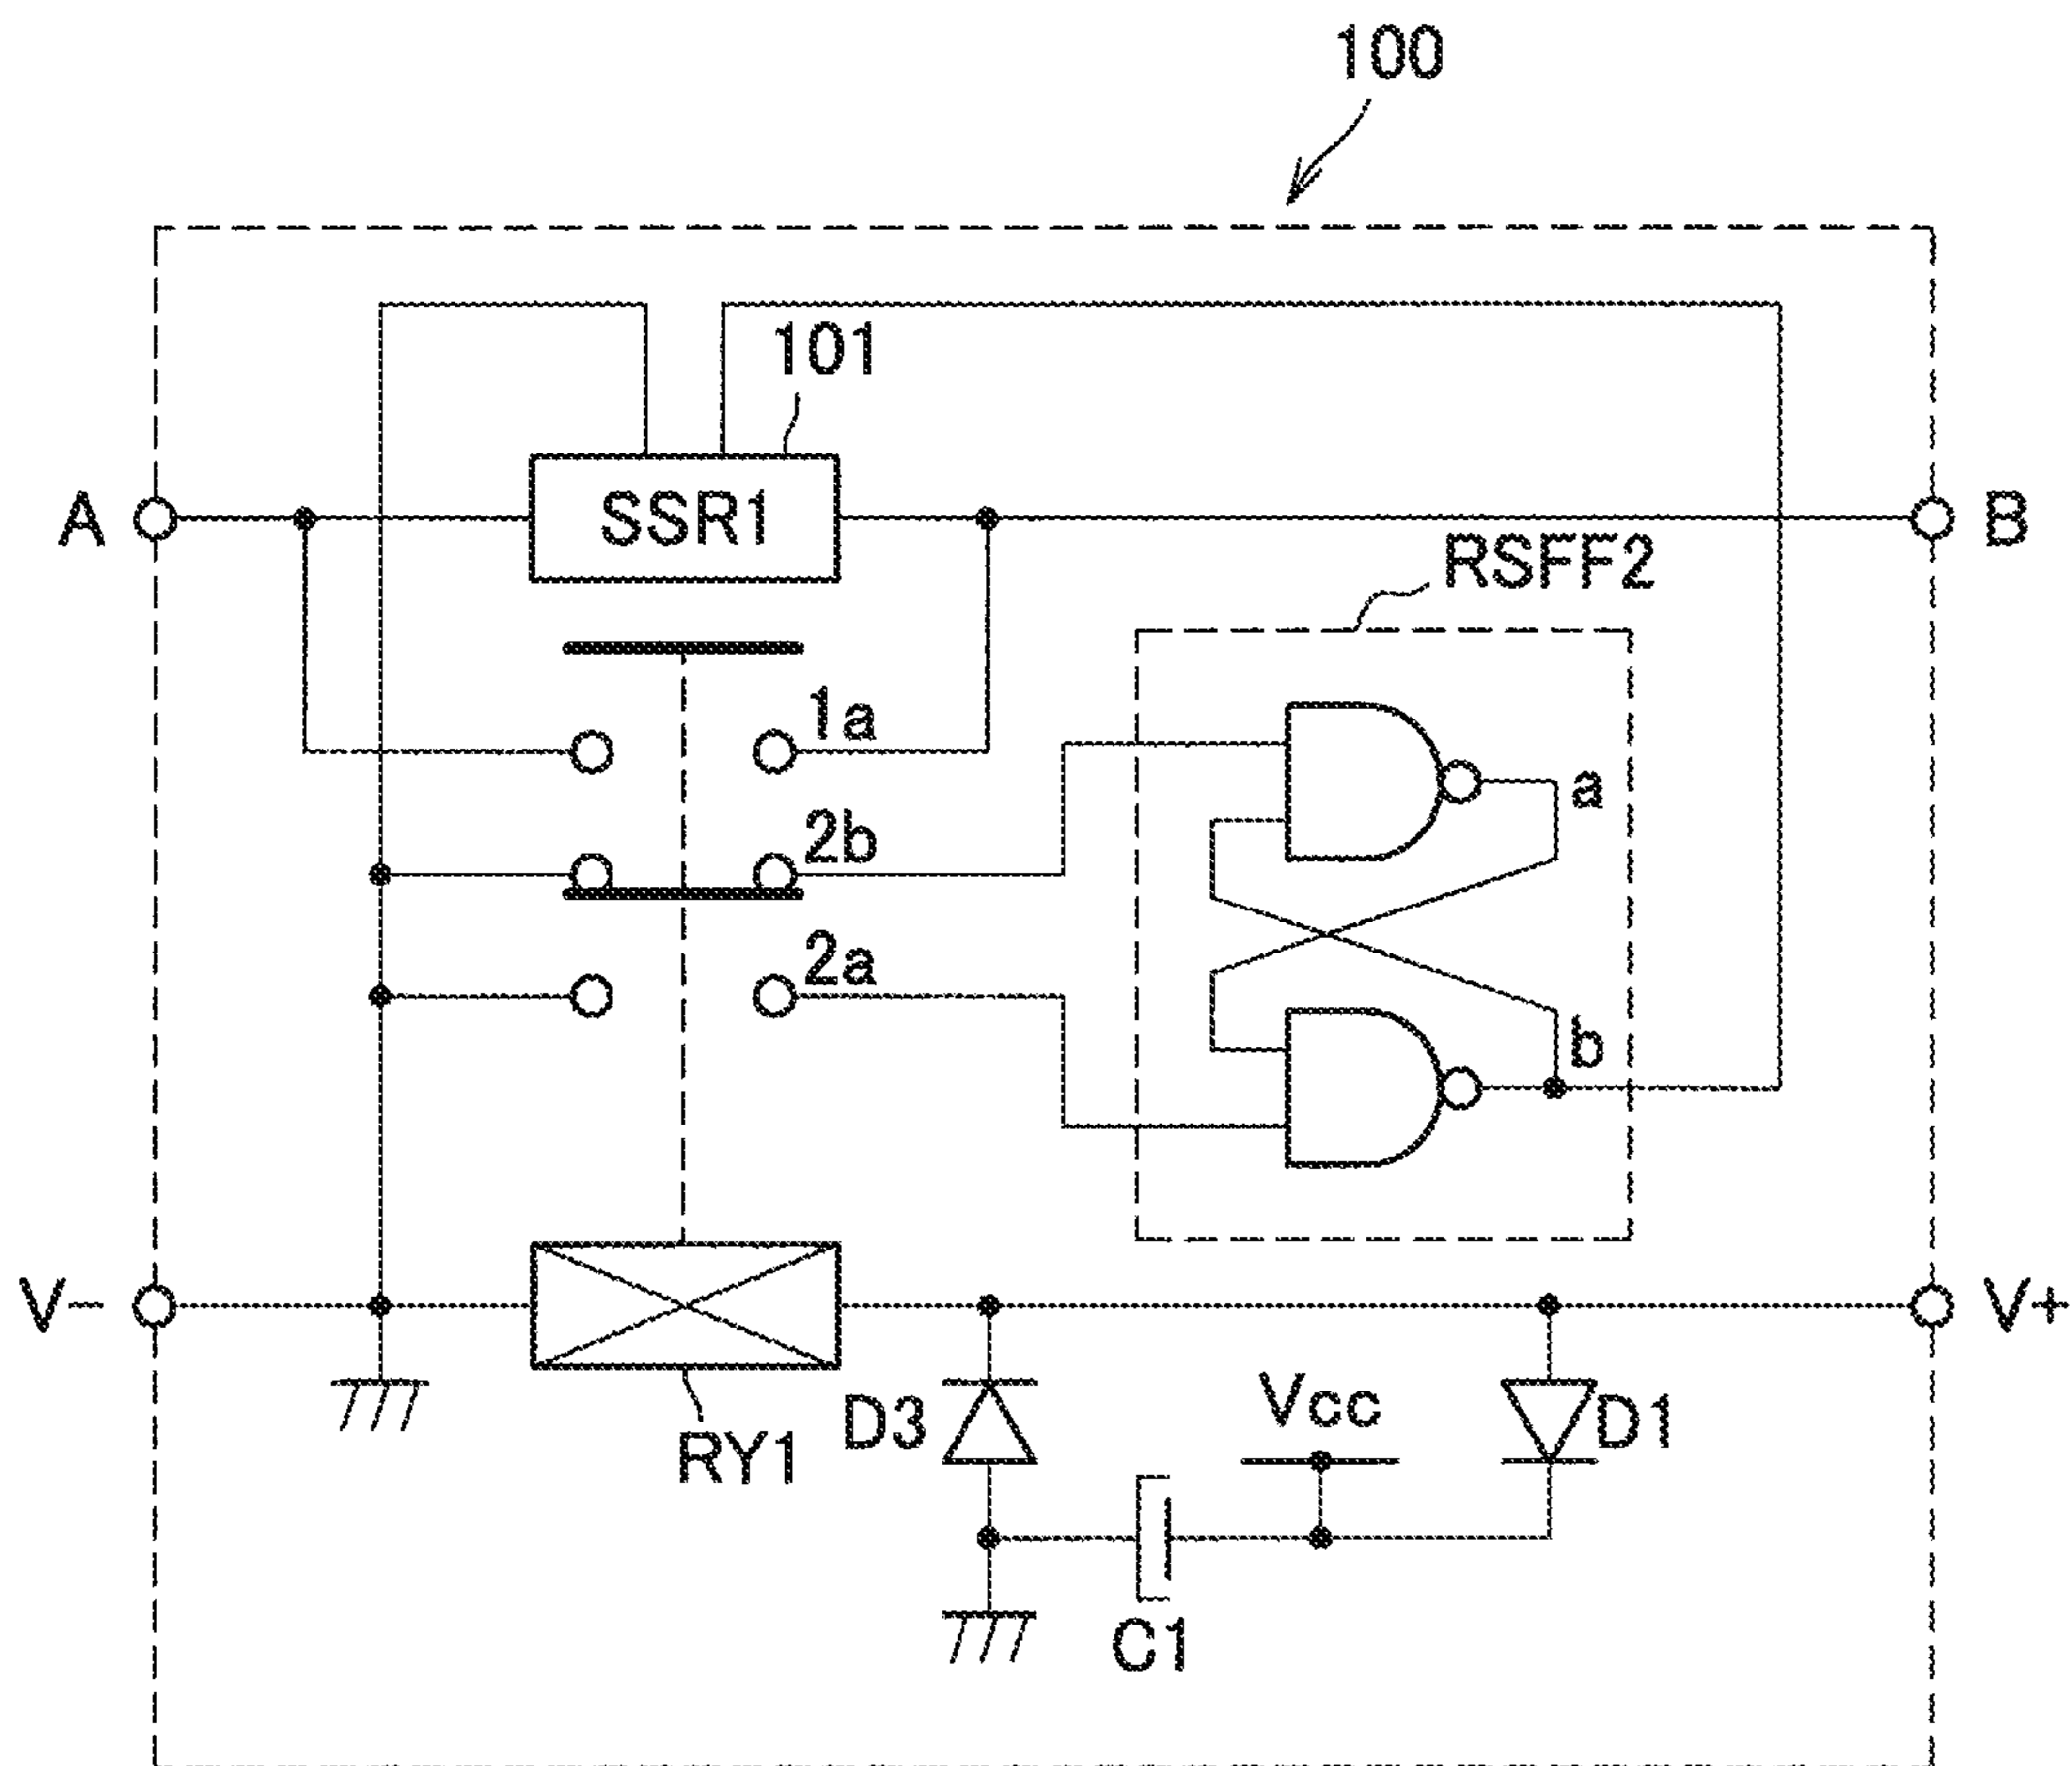 100
101
A
SSR1
B
RSFF2
1a
a
2b
2a
b
V−
V+
D3
Vcc
D1
RY1
C1